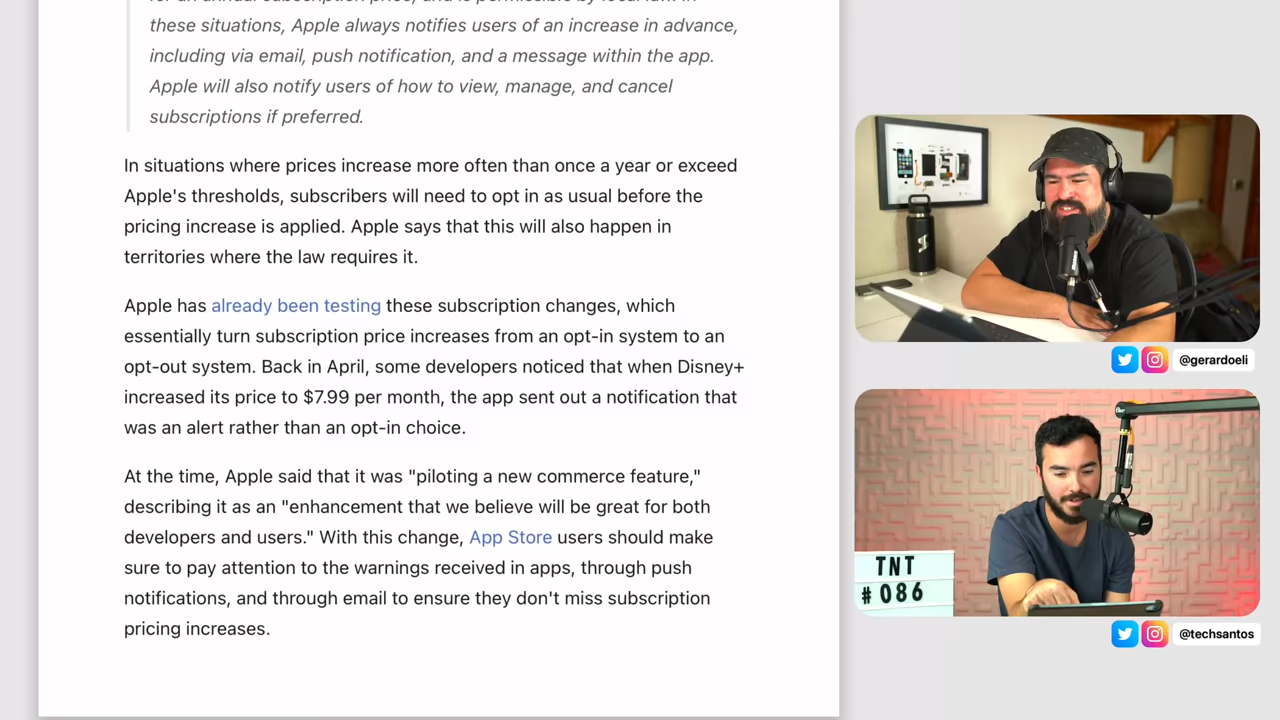 these situations, Apple always notifies users of an increase in advance,
including via email, push notification, and a message within the app.
Apple will also notify users of how to view, manage, and cancel
subscriptions if preferred.
In situations where prices increase more often than once a year or exceed
Apple's thresholds, subscribers will need to opt in as usual before the
pricing increase is applied. Apple says that this will also happen in
territories where the law requires it.
Apple has already been testing these subscription changes, which
essentially turn subscription price increases from an opt-in system to an
opt-out system. Back in April, some developers noticed that when Disney+
increased its price to $7.99 per month, the app sent out a notification that
was an alert rather than an opt-in choice.
At the time, Apple said that it was "piloting a new commerce feature,"
describing it as an "enhancement that we believe will be great for both
developers and users." With this change, App Store users should make
sure to pay attention to the warnings received in apps, through push
notifications, and through email to ensure they don't miss subscription
pricing increases.
@gerardoeli
TNT
#086
@techsantos